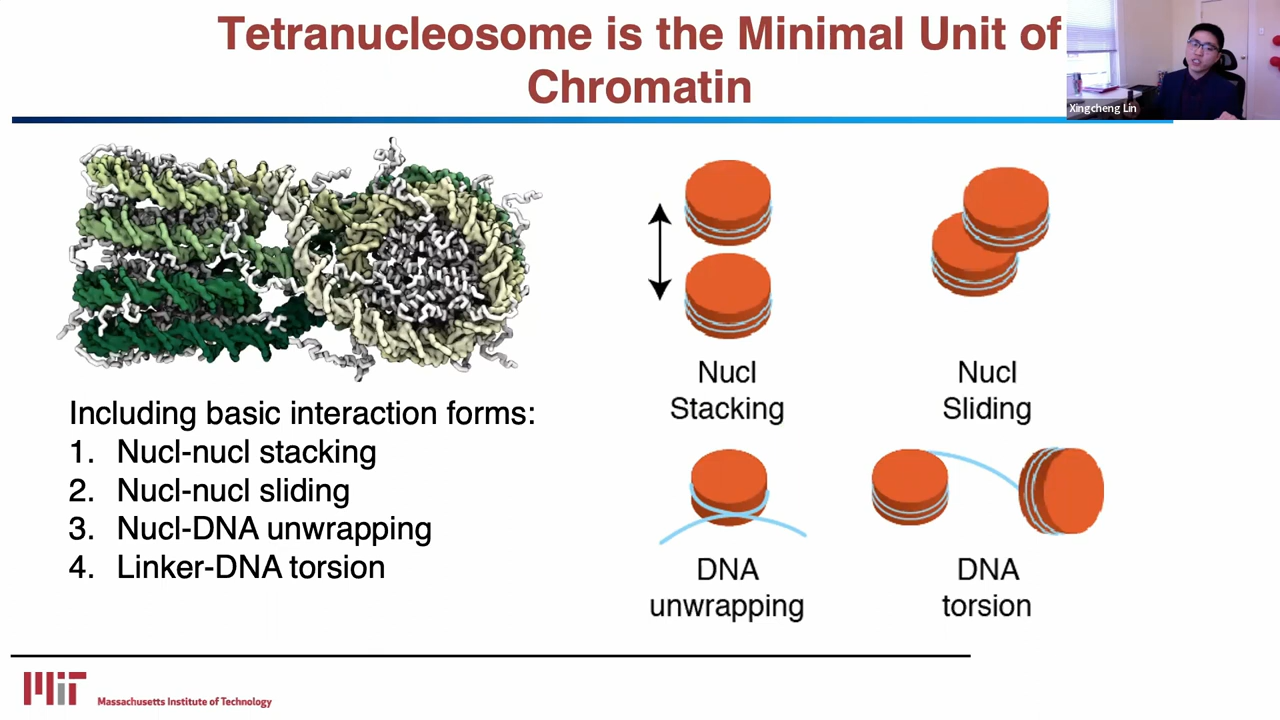 Tetranucleosome is the Minimal Unit of
Chromatin
Xingcheng Lin
Including basic interaction forms:
1. Nucl-nucl stacking
2. Nucl-nucl sliding
3. Nucl-DNA unwrapping
4. Linker-DNA torsion
Nucl
Stacking
Nucl
Sliding
DNA
unwrapping
DNA
torsion
MIT
Massachusetts Institute of Technology